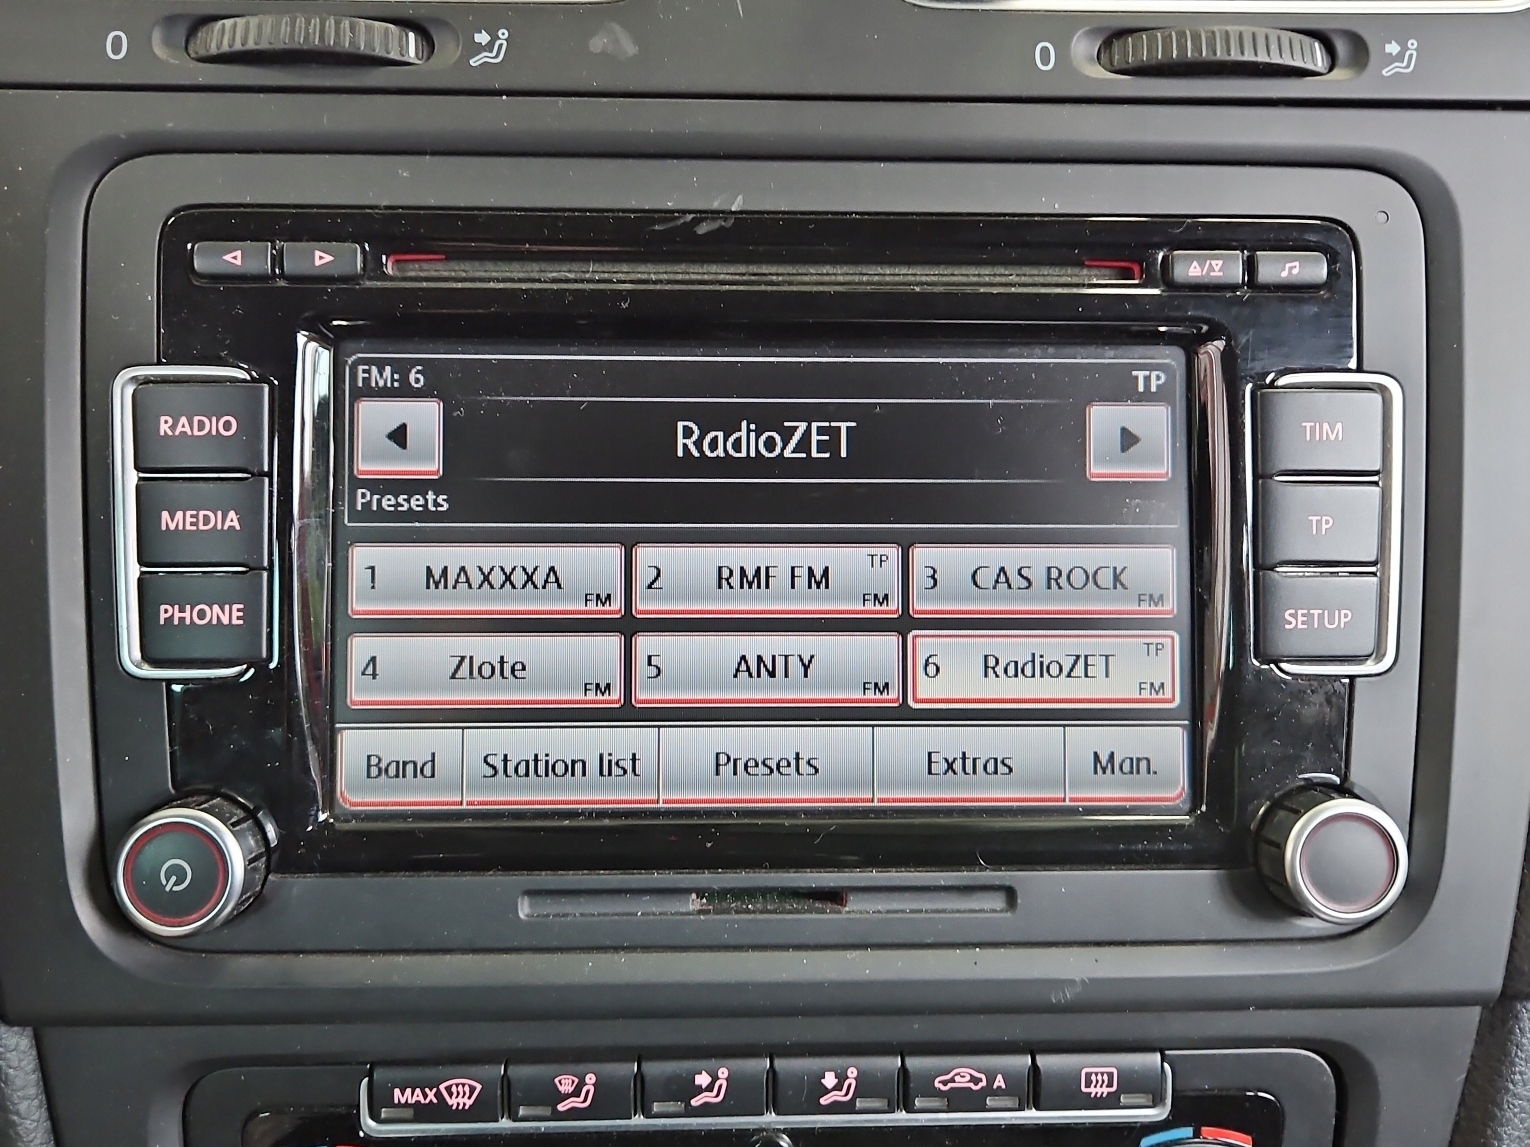 0
0
FM: 6
TP
RadioZET
Presets
RADIO
MEDIA
PHONE
TIM
TP
SETUP
1 MAXXXA FM
2 RMF FM TP FM
3 CAS ROCK FM
4 Zlote FM
5 ANTY FM
6 RadioZET TP FM
Band Station list Presets Extras Man.
MAX
A